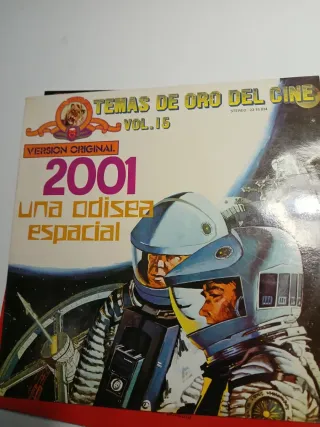 TEMAS DE ORO DEL CINE
VOL. 15
VERSION ORIGINAL
2001
una odisea
espacial